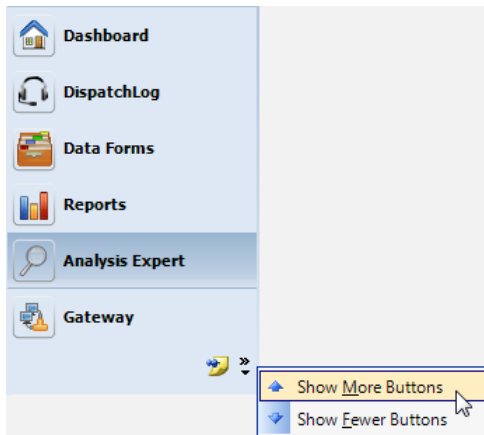 Dashboard
DispatchLog
Data Forms
Reports
Analysis Expert
Gateway
Show More Buttons
Show Fewer Buttons